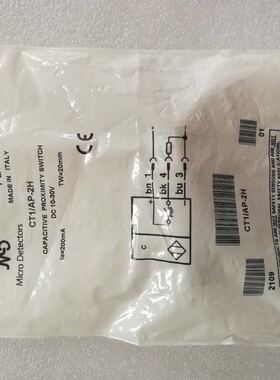 MADE IN ITALY
Micro Detectors
CT1/AP-2H
CAPACITIVE PROXIMITY SWITCH
DC 10-30V TW=20mm
Ia=200mA
CE
bn 1
bk 4
bu 3
PNP
C
CT1/AP-2H
01
2109